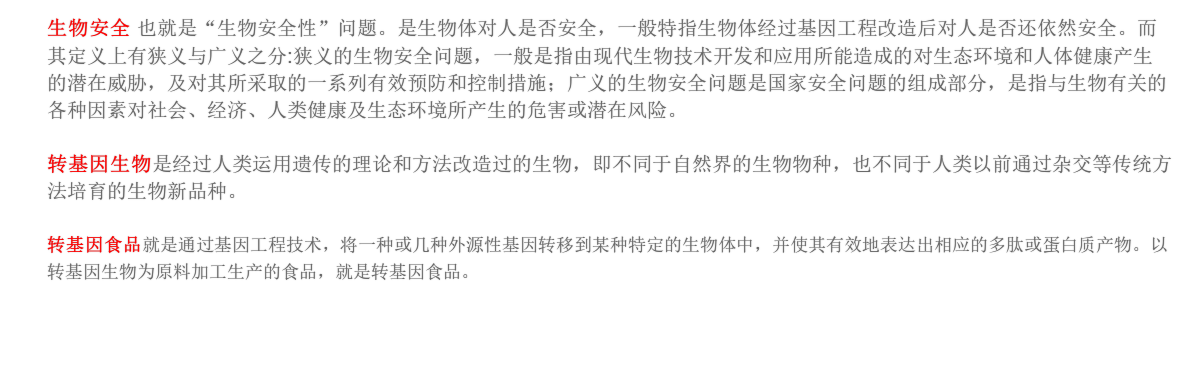 生物安全 也就是“生物安全性”问题。是生物体对人是否安全，一般特指生物体经过基因工程改造后对人是否还依然安全。而
其定义上有狭义与广义之分:狭义的生物安全问题，一般是指由现代生物技术开发和应用所能造成的对生态环境和人体健康产生
的潜在威胁，及对其所采取的一系列有效预防和控制措施；广义的生物安全问题是国家安全问题的组成部分，是指与生物有关的
各种因素对社会、经济、人类健康及生态环境所产生的危害或潜在风险。
转基因生物是经过人类运用遗传的理论和方法改造过的生物，即不同于自然界的生物物种，也不同于人类以前通过杂交等传统方
法培育的生物新品种。
转基因食品就是通过基因工程技术，将一种或几种外源性基因转移到某种特定的生物体中，并使其有效地表达出相应的多肽或蛋白质产物。以
转基因生物为原料加工生产的食品，就是转基因食品。